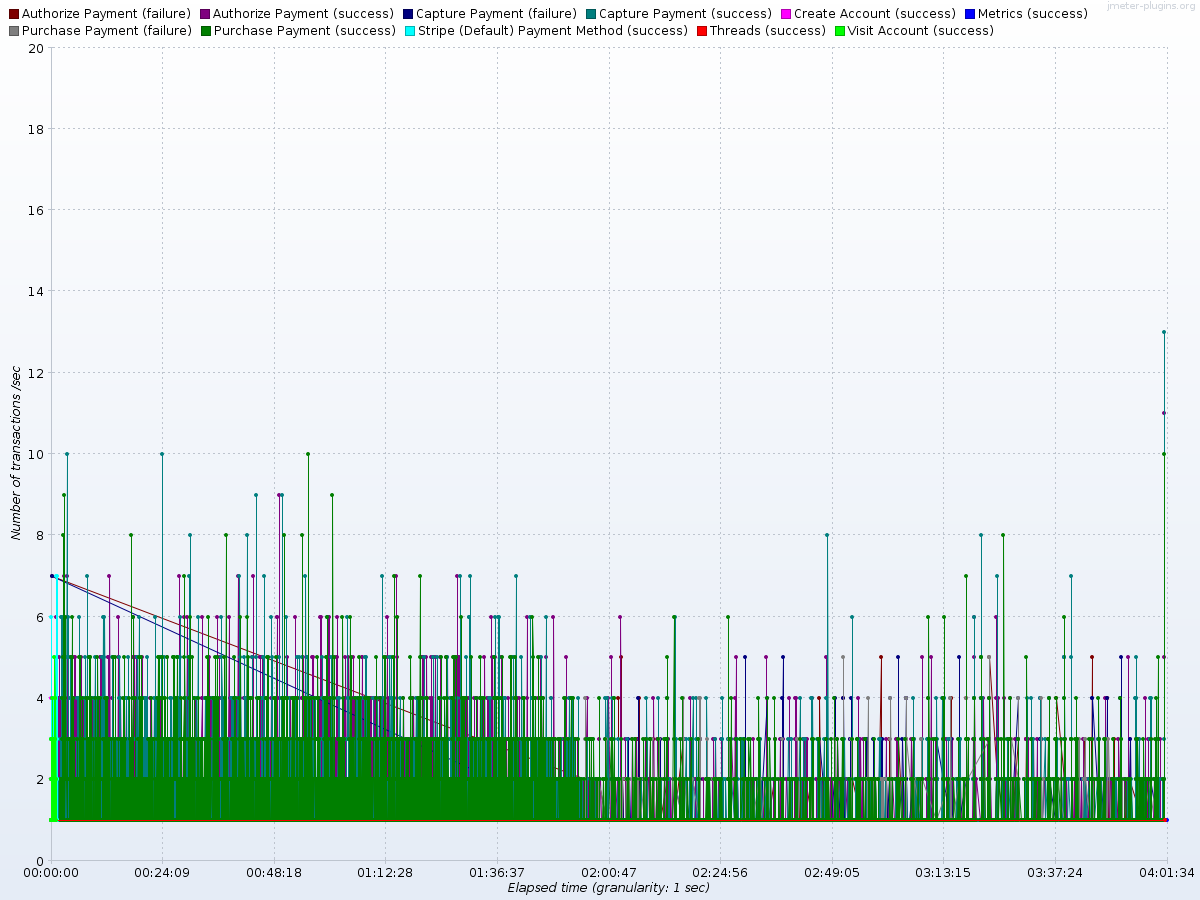 jmeter-plugins.org
Authorize Payment (failure) Authorize Payment (success) Capture Payment (failure) Capture Payment (success) Create Account (success) Metrics (success)
Purchase Payment (failure) Purchase Payment (success) Stripe (Default) Payment Method (success) Threads (success) Visit Account (success)
Number of transactions /sec
20
18
16
14
12
10
8
6
4
2
0
00:00:00 00:24:09 00:48:18 01:12:28 01:36:37 02:00:47 02:24:56 02:49:05 03:13:15 03:37:24 04:01:34
Elapsed time (granularity: 1 sec)